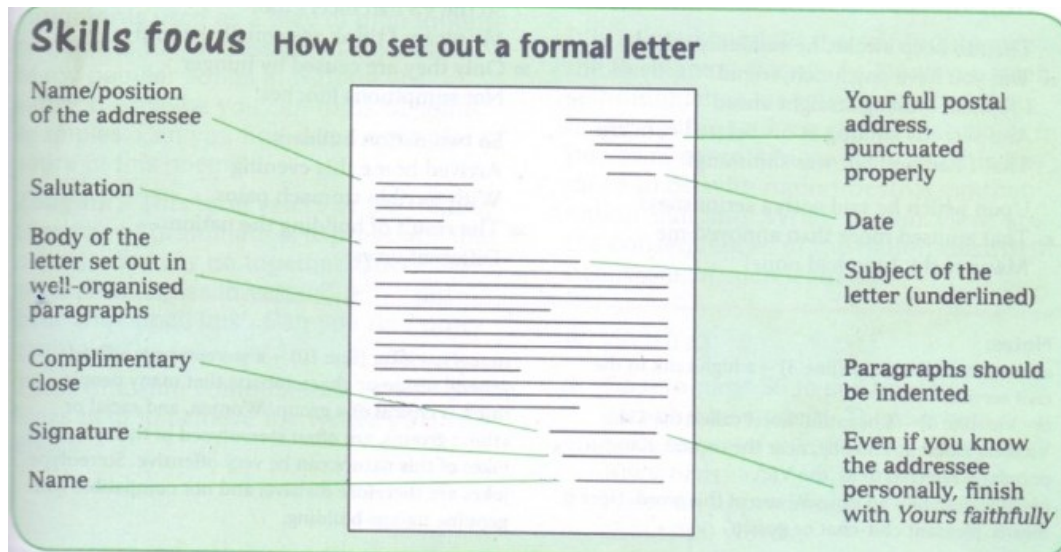 Skills focus How to set out a formal letter
Name/position
of the addressee
Salutation
Body of the
letter set out in
well-organised
paragraphs
Complimentary
close
Signature
Name
Your full postal
address,
punctuated
properly
Date
Subject of the
letter (underlined)
Paragraphs should
be indented
Even if you know
the addressee
personally, finish
with Yours faithfully